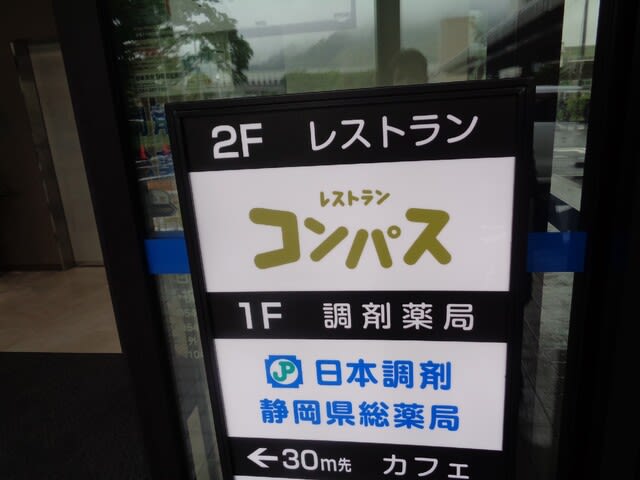 2F レストラン
レストラン
コンパス
1F 調剤薬局
JP 日本調剤
静岡県総薬局
←30m先 カフェ